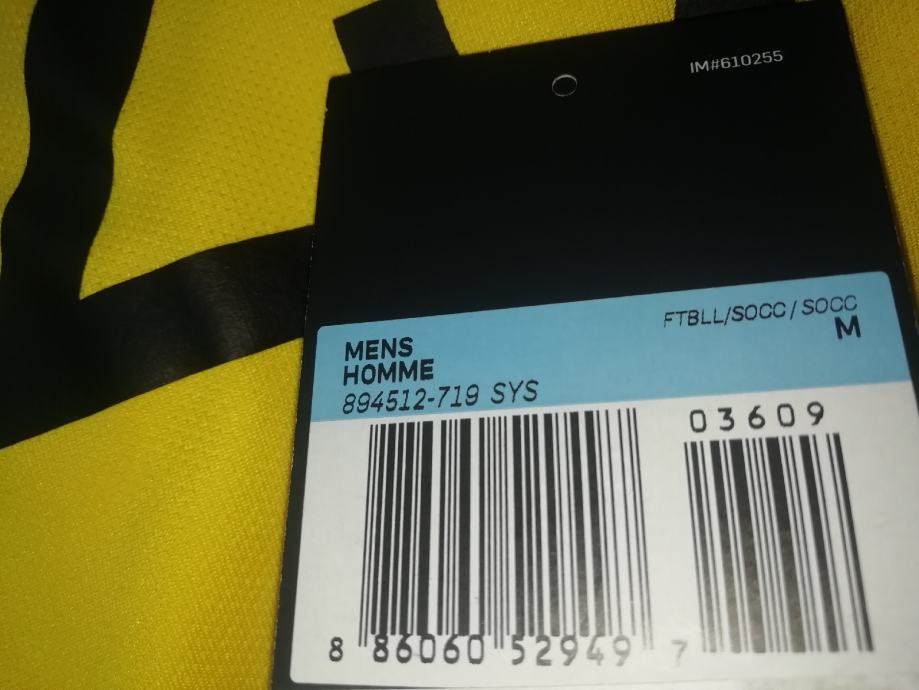 IM#610255
FTBLL/SOCC/SOCC
M
MENS
HOMME
894512-719 SYS
03609
8 86060 52949 7